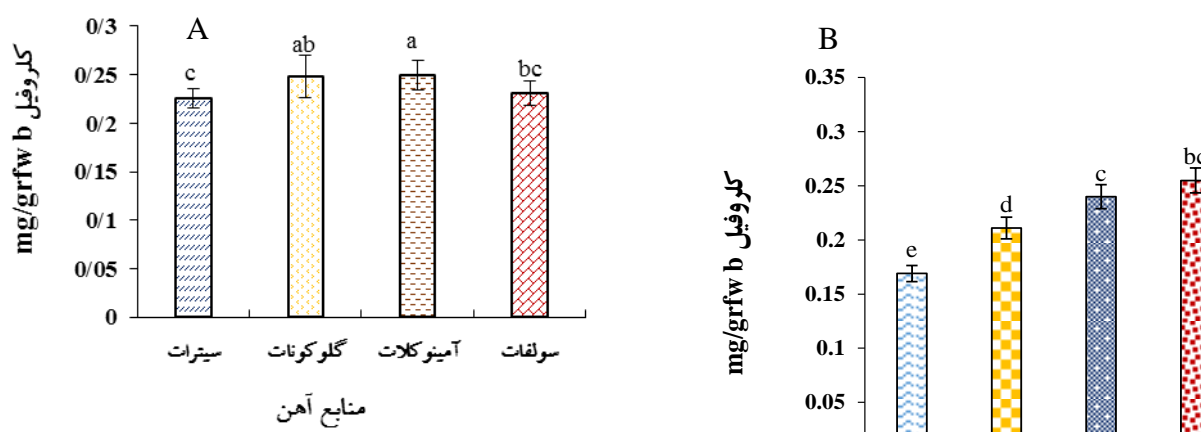 A
کلروفیل mg/grfw b
0/3
0/25
0/2
0/15
0/1
0/05
0
c
ab
a
bc
سیترات
گلوکونات
آمینوکلات
سولفات
منابع آهن
B
کلروفیل mg/grfw b
0.35
0.3
0.25
0.2
0.15
0.1
0.05
e
d
c
bc